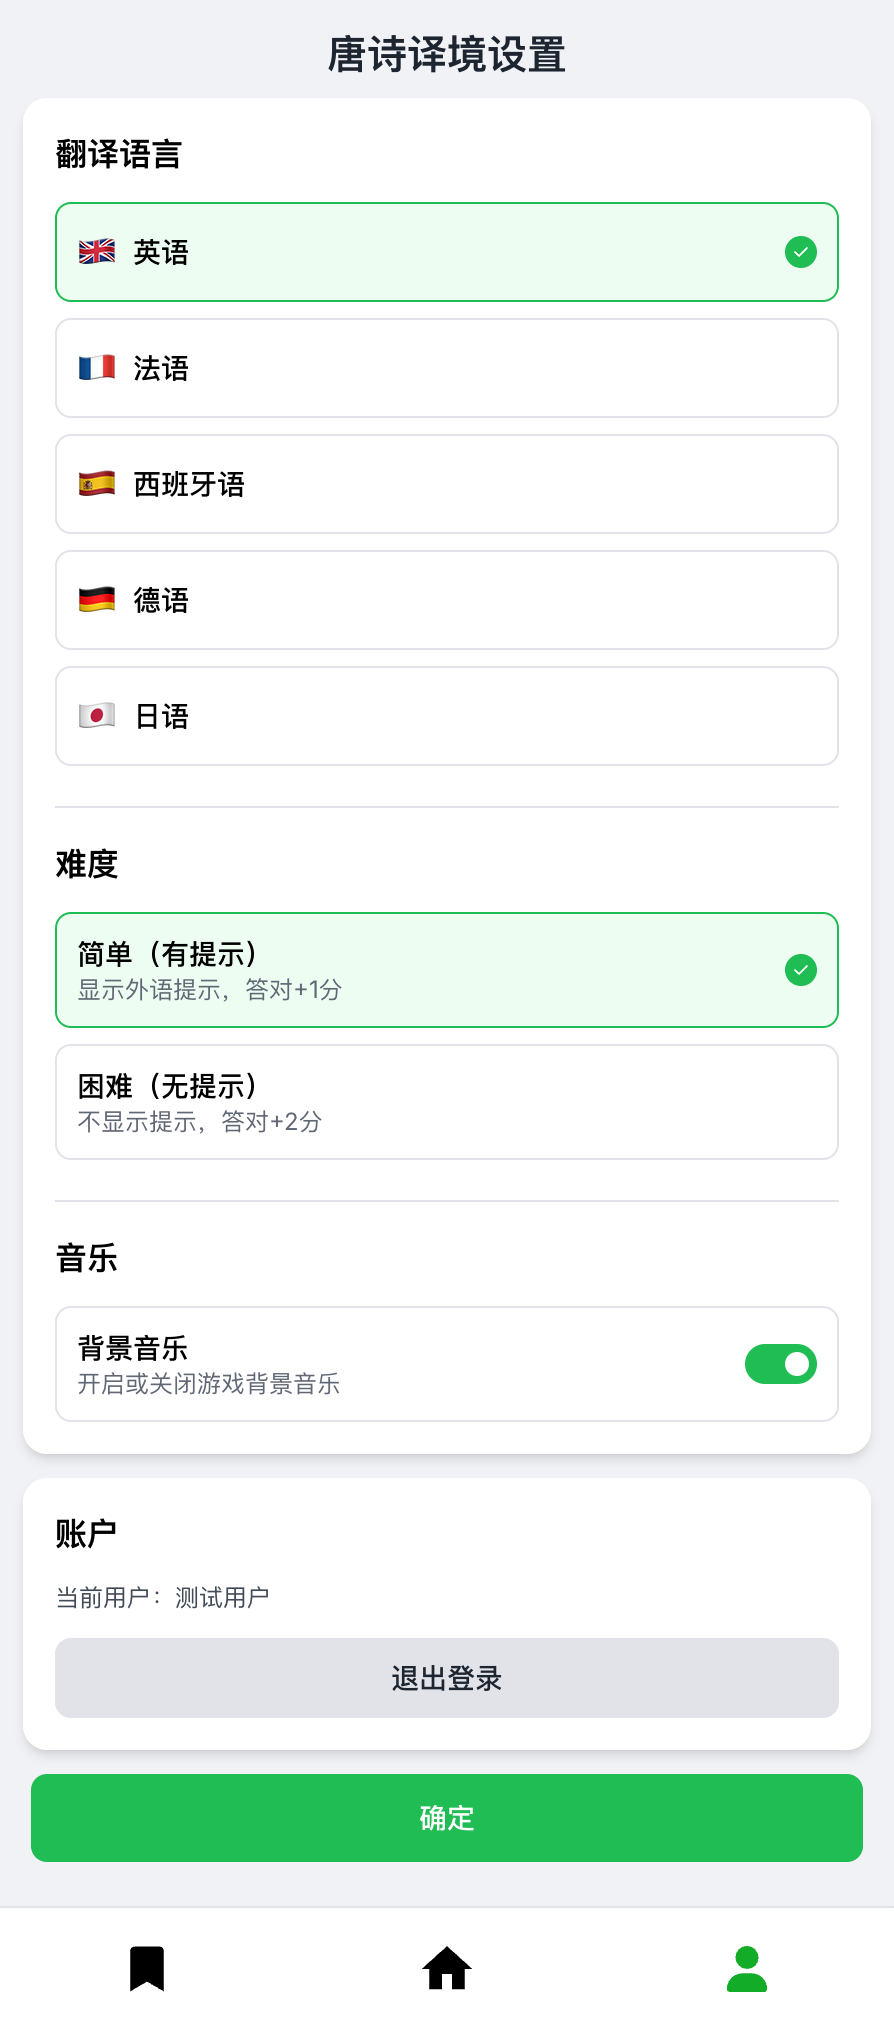 唐诗译境设置
翻译语言
英语
法语
西班牙语
德语
日语
难度
简单（有提示）
显示外语提示，答对+1分
困难（无提示）
不显示提示，答对+2分
音乐
背景音乐
开启或关闭游戏背景音乐
账户
当前用户：测试用户
退出登录
确定